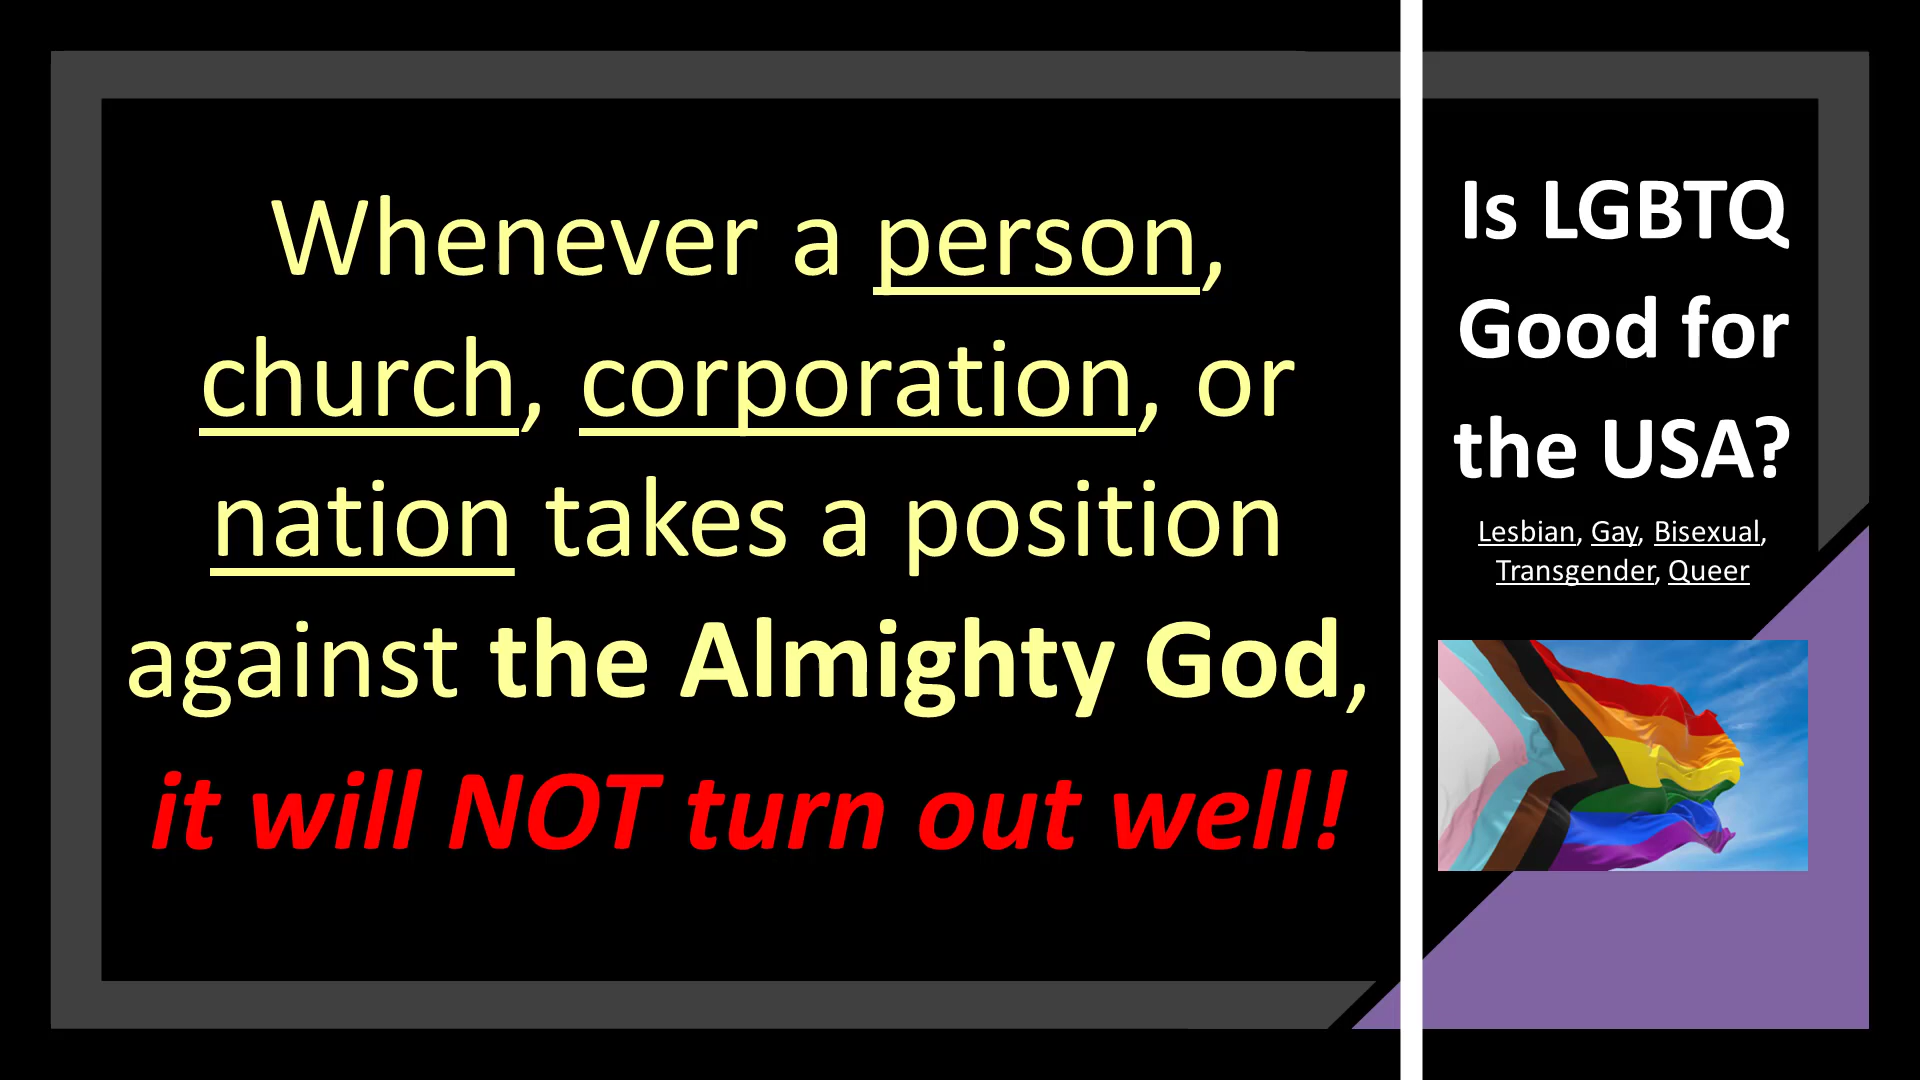 Whenever a person,
church, corporation, or
nation takes a position
against the Almighty God,
it will NOT turn out well!
Is LGBTQ
Good for
the USA?
Lesbian, Gay, Bisexual,
Transgender, Queer